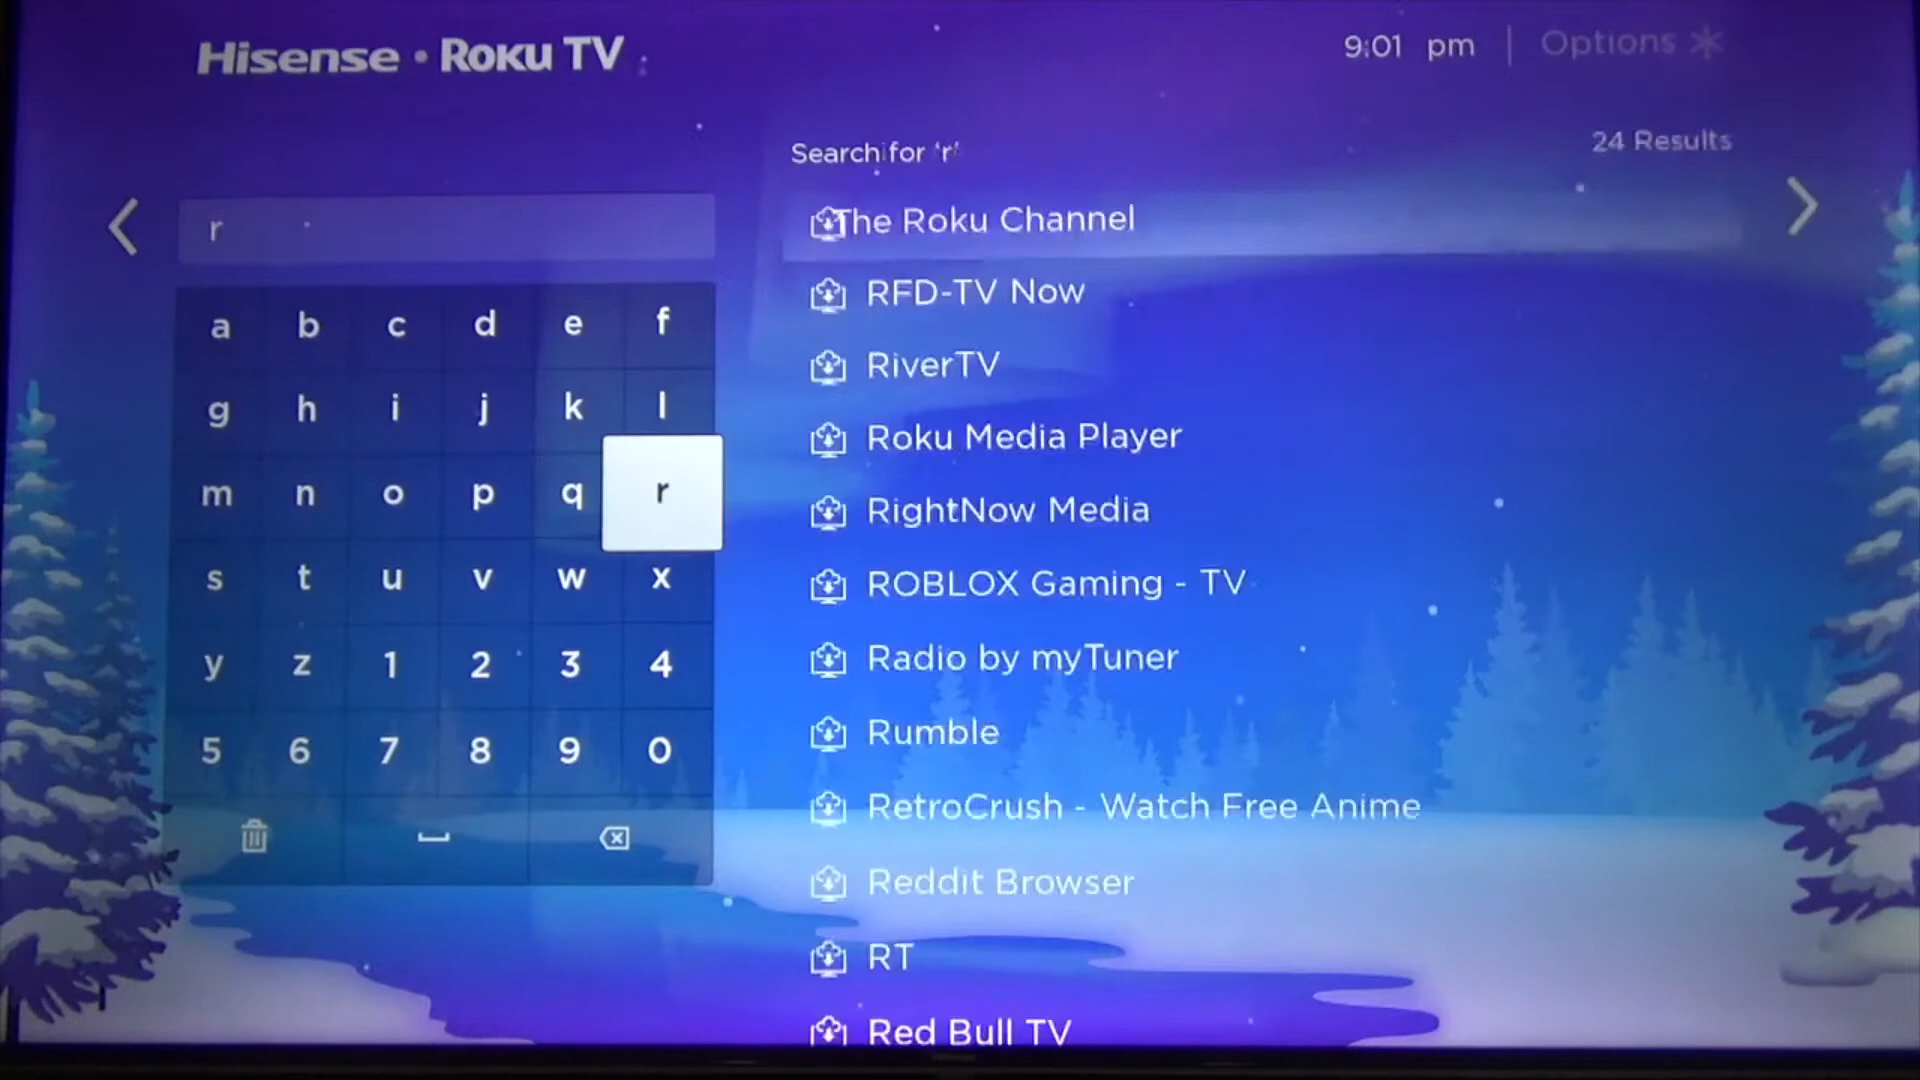 Hisense • Roku TV
9:01 pm | Options
24 Results
Search for 'r'
r
a b c d e f
g h i j k l
m n o p q r
s t u v w x
y z 1 2 3 4
5 6 7 8 9 0
The Roku Channel
RFD-TV Now
RiverTV
Roku Media Player
RightNow Media
ROBLOX Gaming - TV
Radio by myTuner
Rumble
RetroCrush - Watch Free Anime
Reddit Browser
RT
Red Bull TV